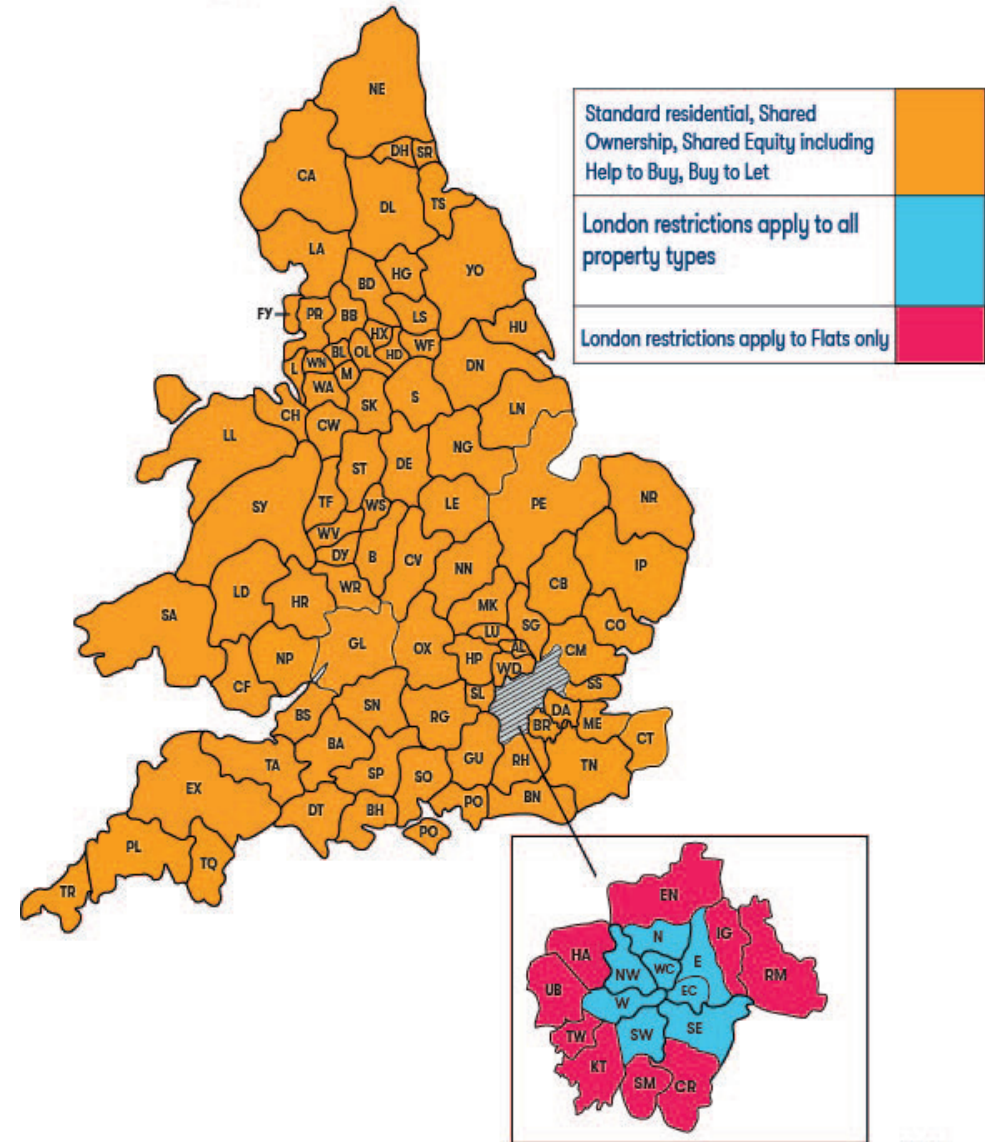 NE
Standard residential, Shared
Ownership, Shared Equity including
Help to Buy, Buy to Let
London restrictions apply to all
property types
London restrictions apply to Flats only
DH SR
CA
DL TS
LA
HG YO
BD
FY PR BB LS
HX HU
L WN BL OL HD WF
M DN
WA
SK S
CH CW LN
LL NG
ST DE
TF WS LE PE NR
SY
WV
DY B CV NN
LD WR CB IP
HR MK
SA LU SG CO
GL OX AL CM
NP HP WD
CF SL SS
SN DA
BS RG BR ME CT
BA
TA GU RH TN
SP SO
EX DT BH PO BN
PO
PL TQ
TR
EN
N IG
HA E
NW WC RM
UB EC
W
TW SW SE
KT
SM CR